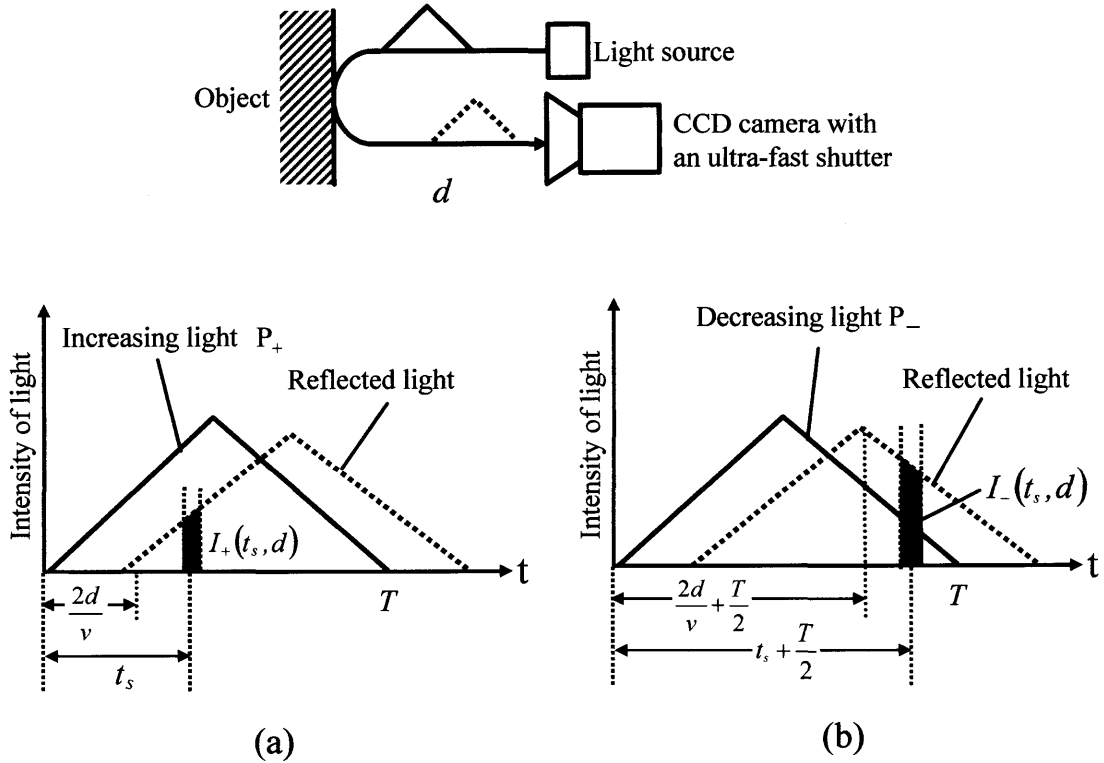 Object
Light source
CCD camera with
an ultra-fast shutter
d
Intensity of light
Increasing light P₊
Reflected light
I₊(tₛ,d)
t
T
2d/v
tₛ
(a)
Intensity of light
Decreasing light P₋
Reflected light
I₋(tₛ,d)
t
T
2d/v + T/2
tₛ + T/2
(b)